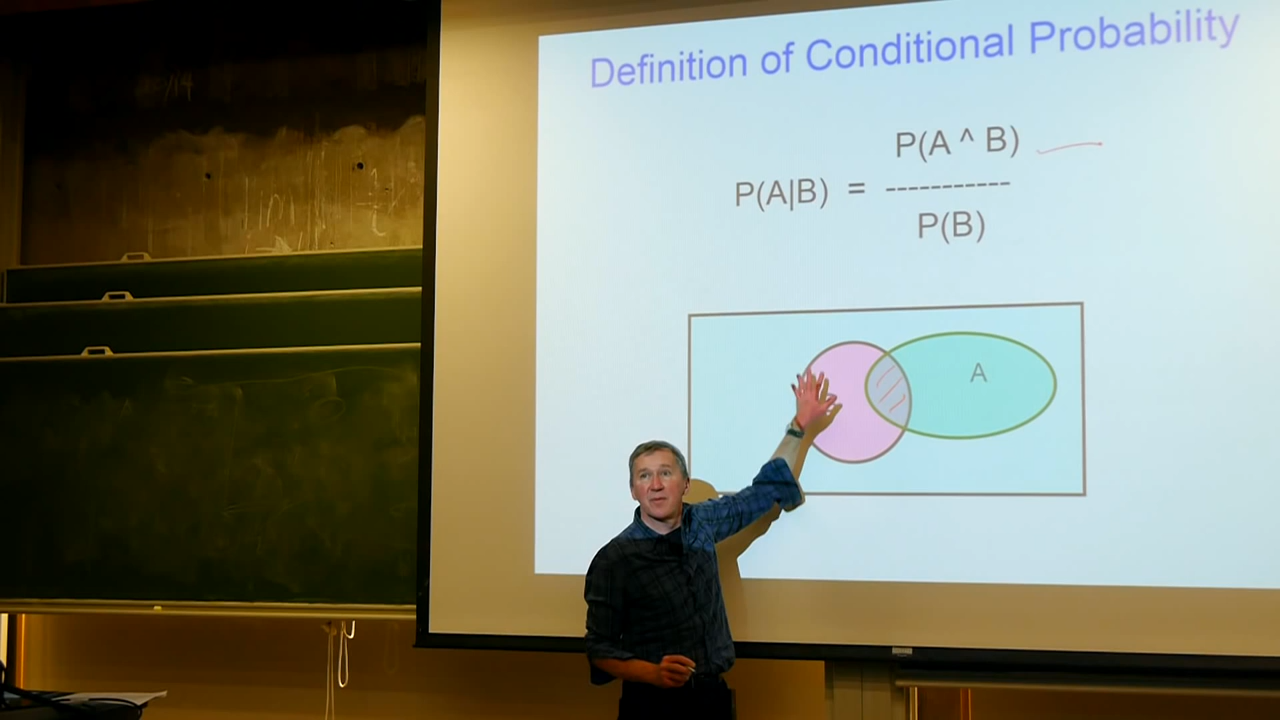 Definition of Conditional Probability
P(A ^ B)
P(A|B) = -----------
P(B)
A